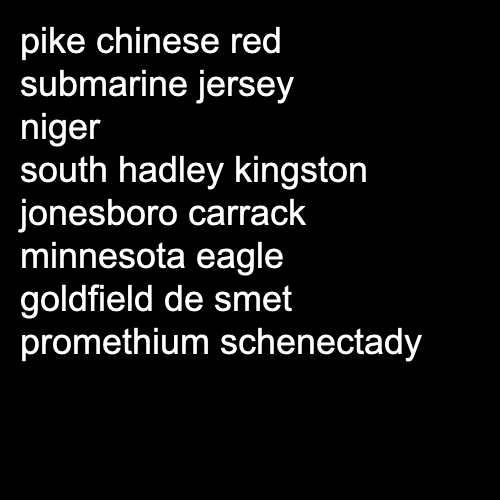 pike chinese red
submarine jersey
niger
south hadley kingston
jonesboro carrack
minnesota eagle
goldfield de smet
promethium schenectady